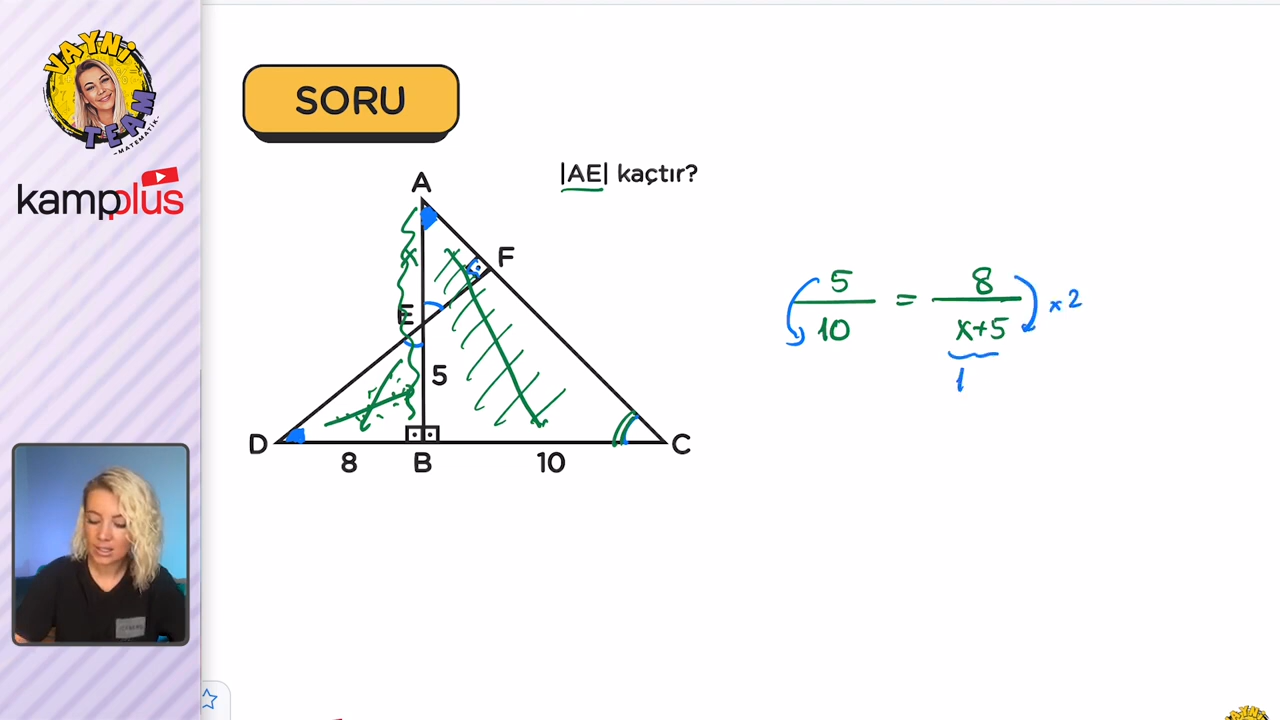 VAYNİ
TEAM
-MATEMATİK-
kampplus
SORU
|AE| kaçtır?
A
x
F
E
5
D
8
B
10
C
5
10
=
8
x+5
x2
1